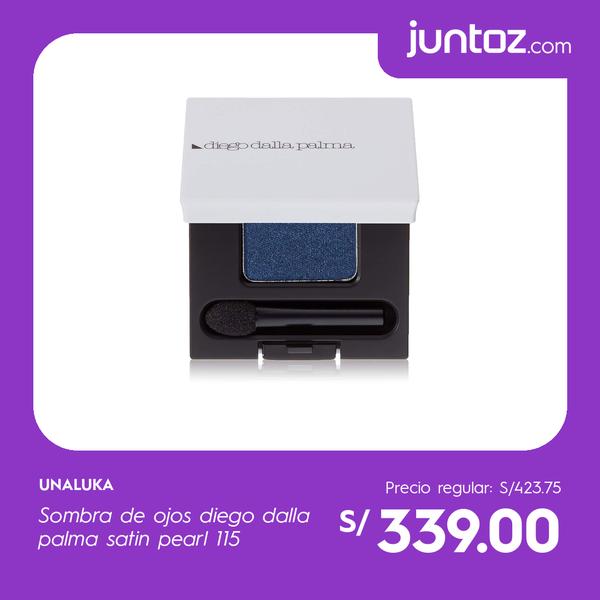 juntoz.com
diego dalla palma
UNALUKA
Sombra de ojos diego dalla
palma satin pearl 115
Precio regular: S/423.75
S/ 339.00